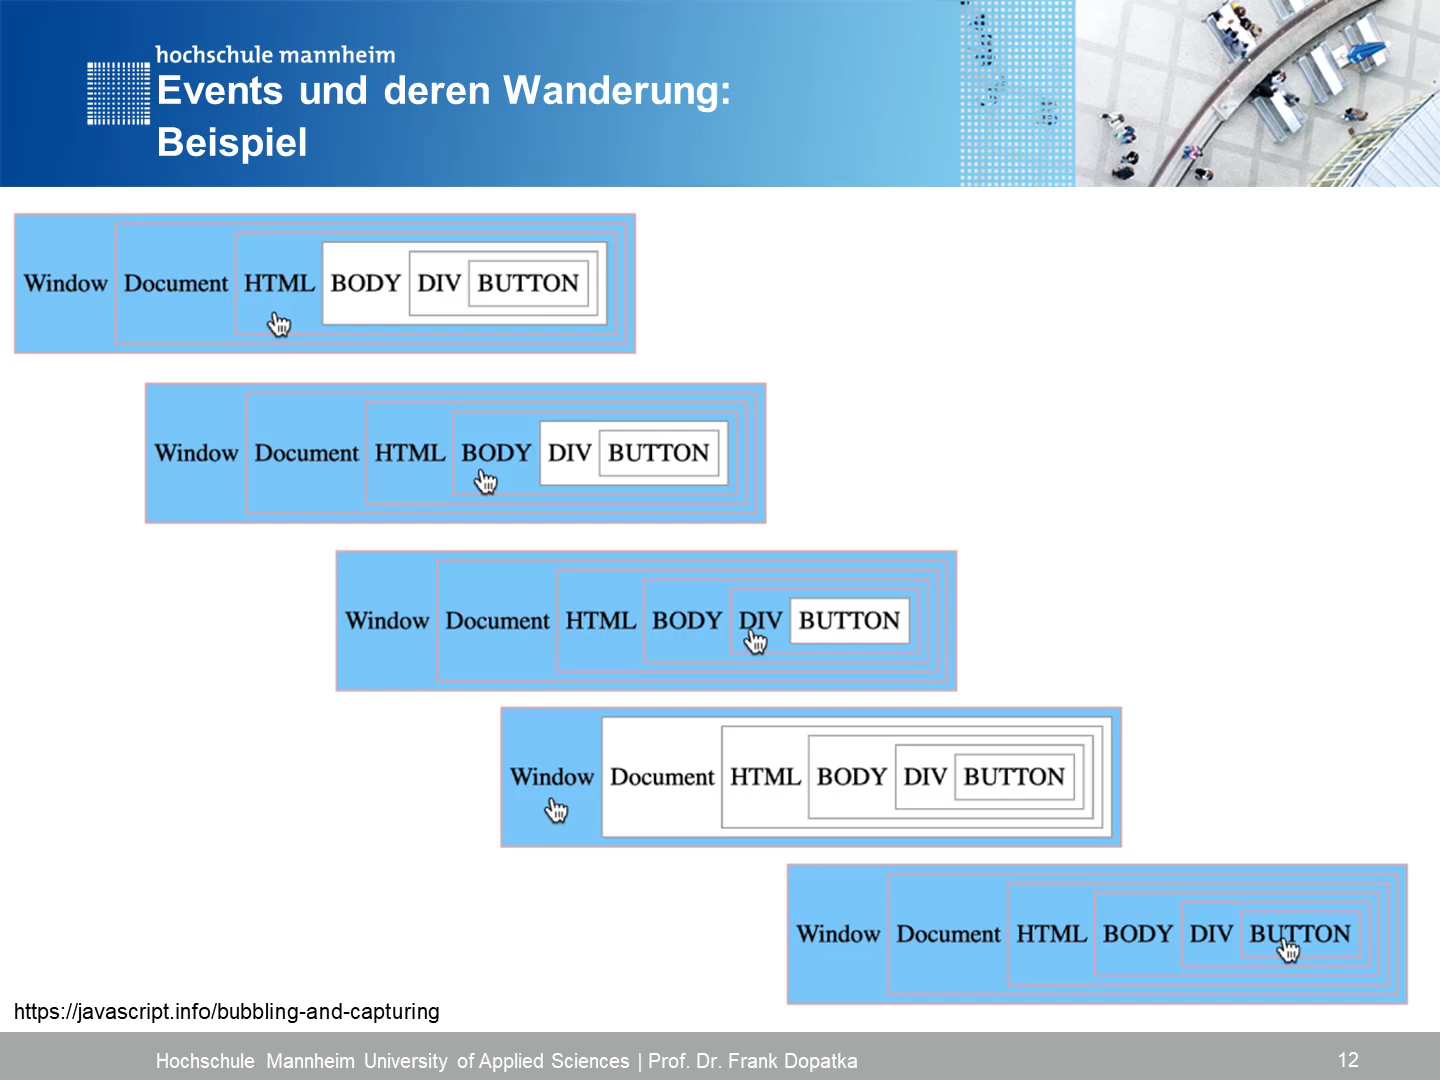 hochschule mannheim
Events und deren Wanderung:
Beispiel
Window Document HTML BODY DIV BUTTON
Window Document HTML BODY DIV BUTTON
Window Document HTML BODY DIV BUTTON
Window Document HTML BODY DIV BUTTON
Window Document HTML BODY DIV BUTTON
https://javascript.info/bubbling-and-capturing
Hochschule Mannheim University of Applied Sciences | Prof. Dr. Frank Dopatka 12